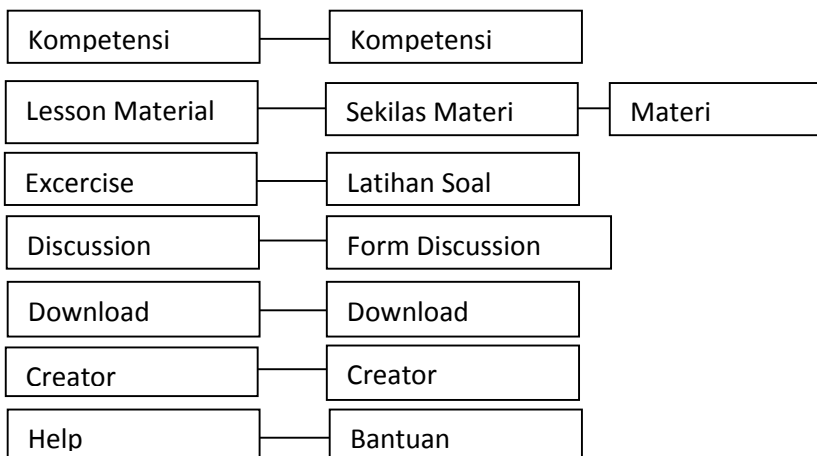 Kompetensi Kompetensi
Lesson Material Sekilas Materi Materi
Excercise Latihan Soal
Discussion Form Discussion
Download Download
Creator Creator
Help Bantuan